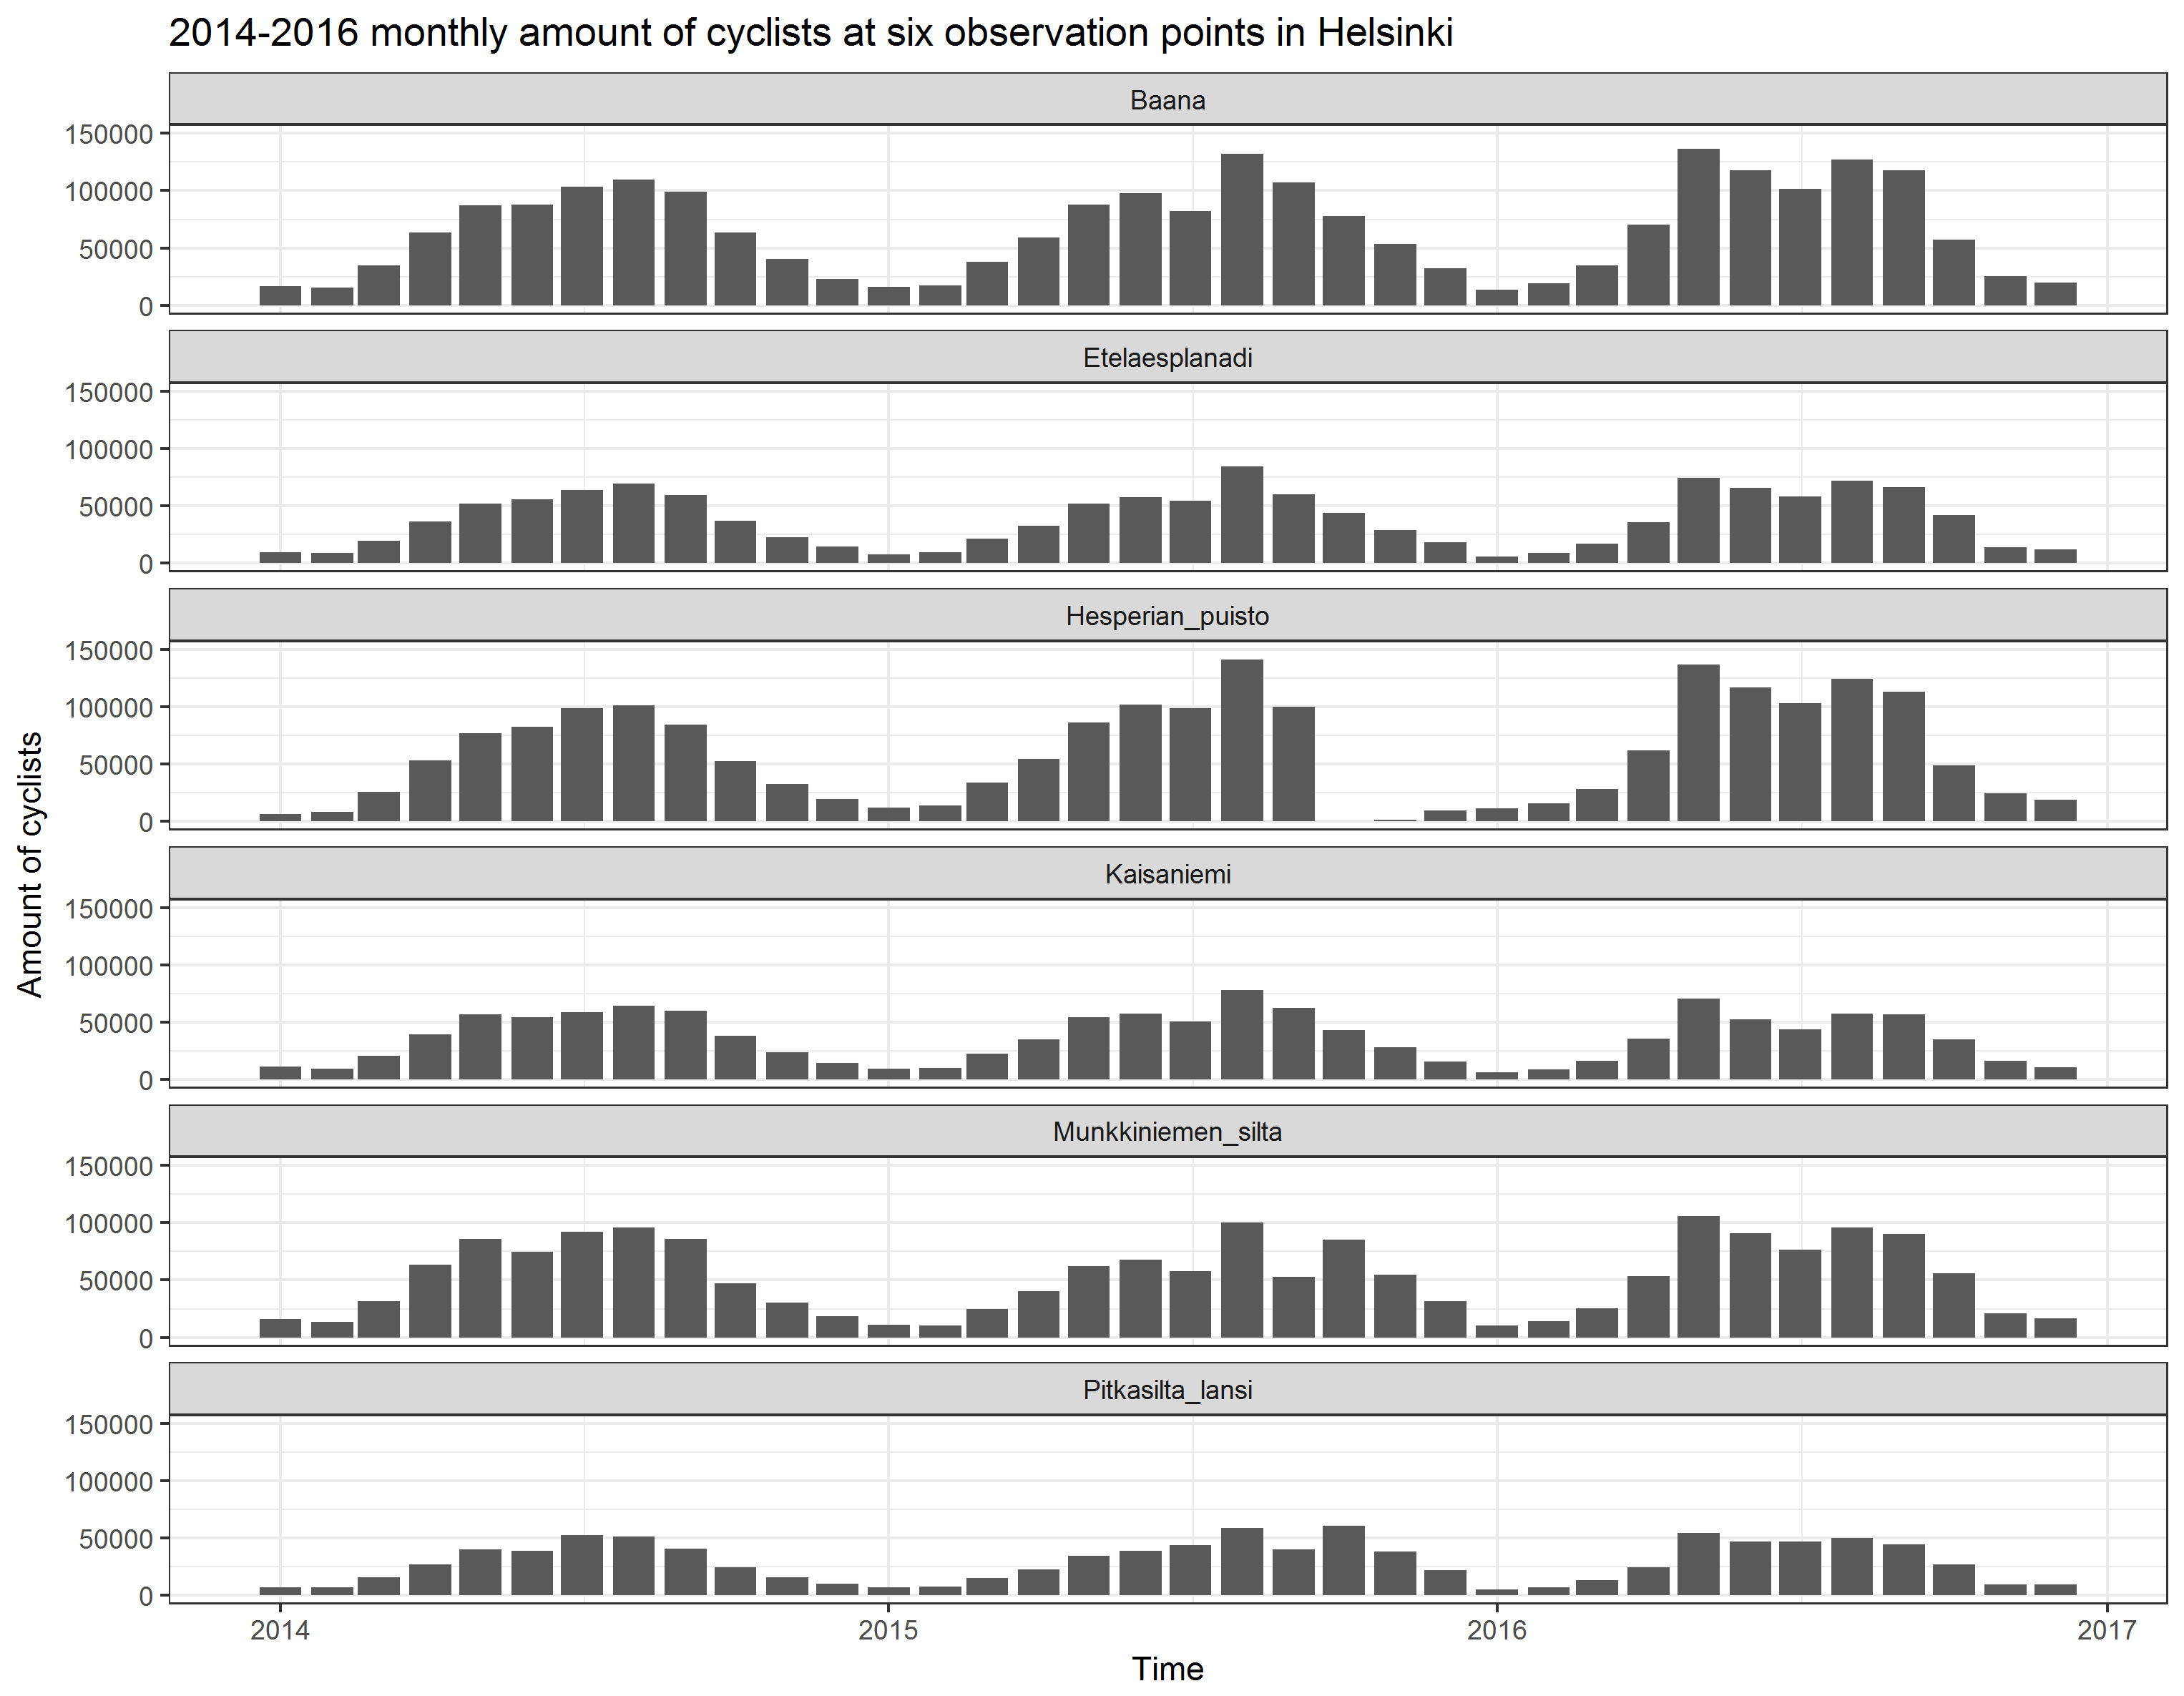 2014-2016 monthly amount of cyclists at six observation points in Helsinki
Baana
150000
100000
50000
0
Etelaesplanadi
150000
100000
50000
0
Hesperian_puisto
150000
100000
50000
0
Kaisaniemi
150000
100000
50000
0
Munkkiniemen_silta
150000
100000
50000
0
Pitkasilta_lansi
150000
100000
50000
0
Amount of cyclists
2014 2015 2016 2017
Time